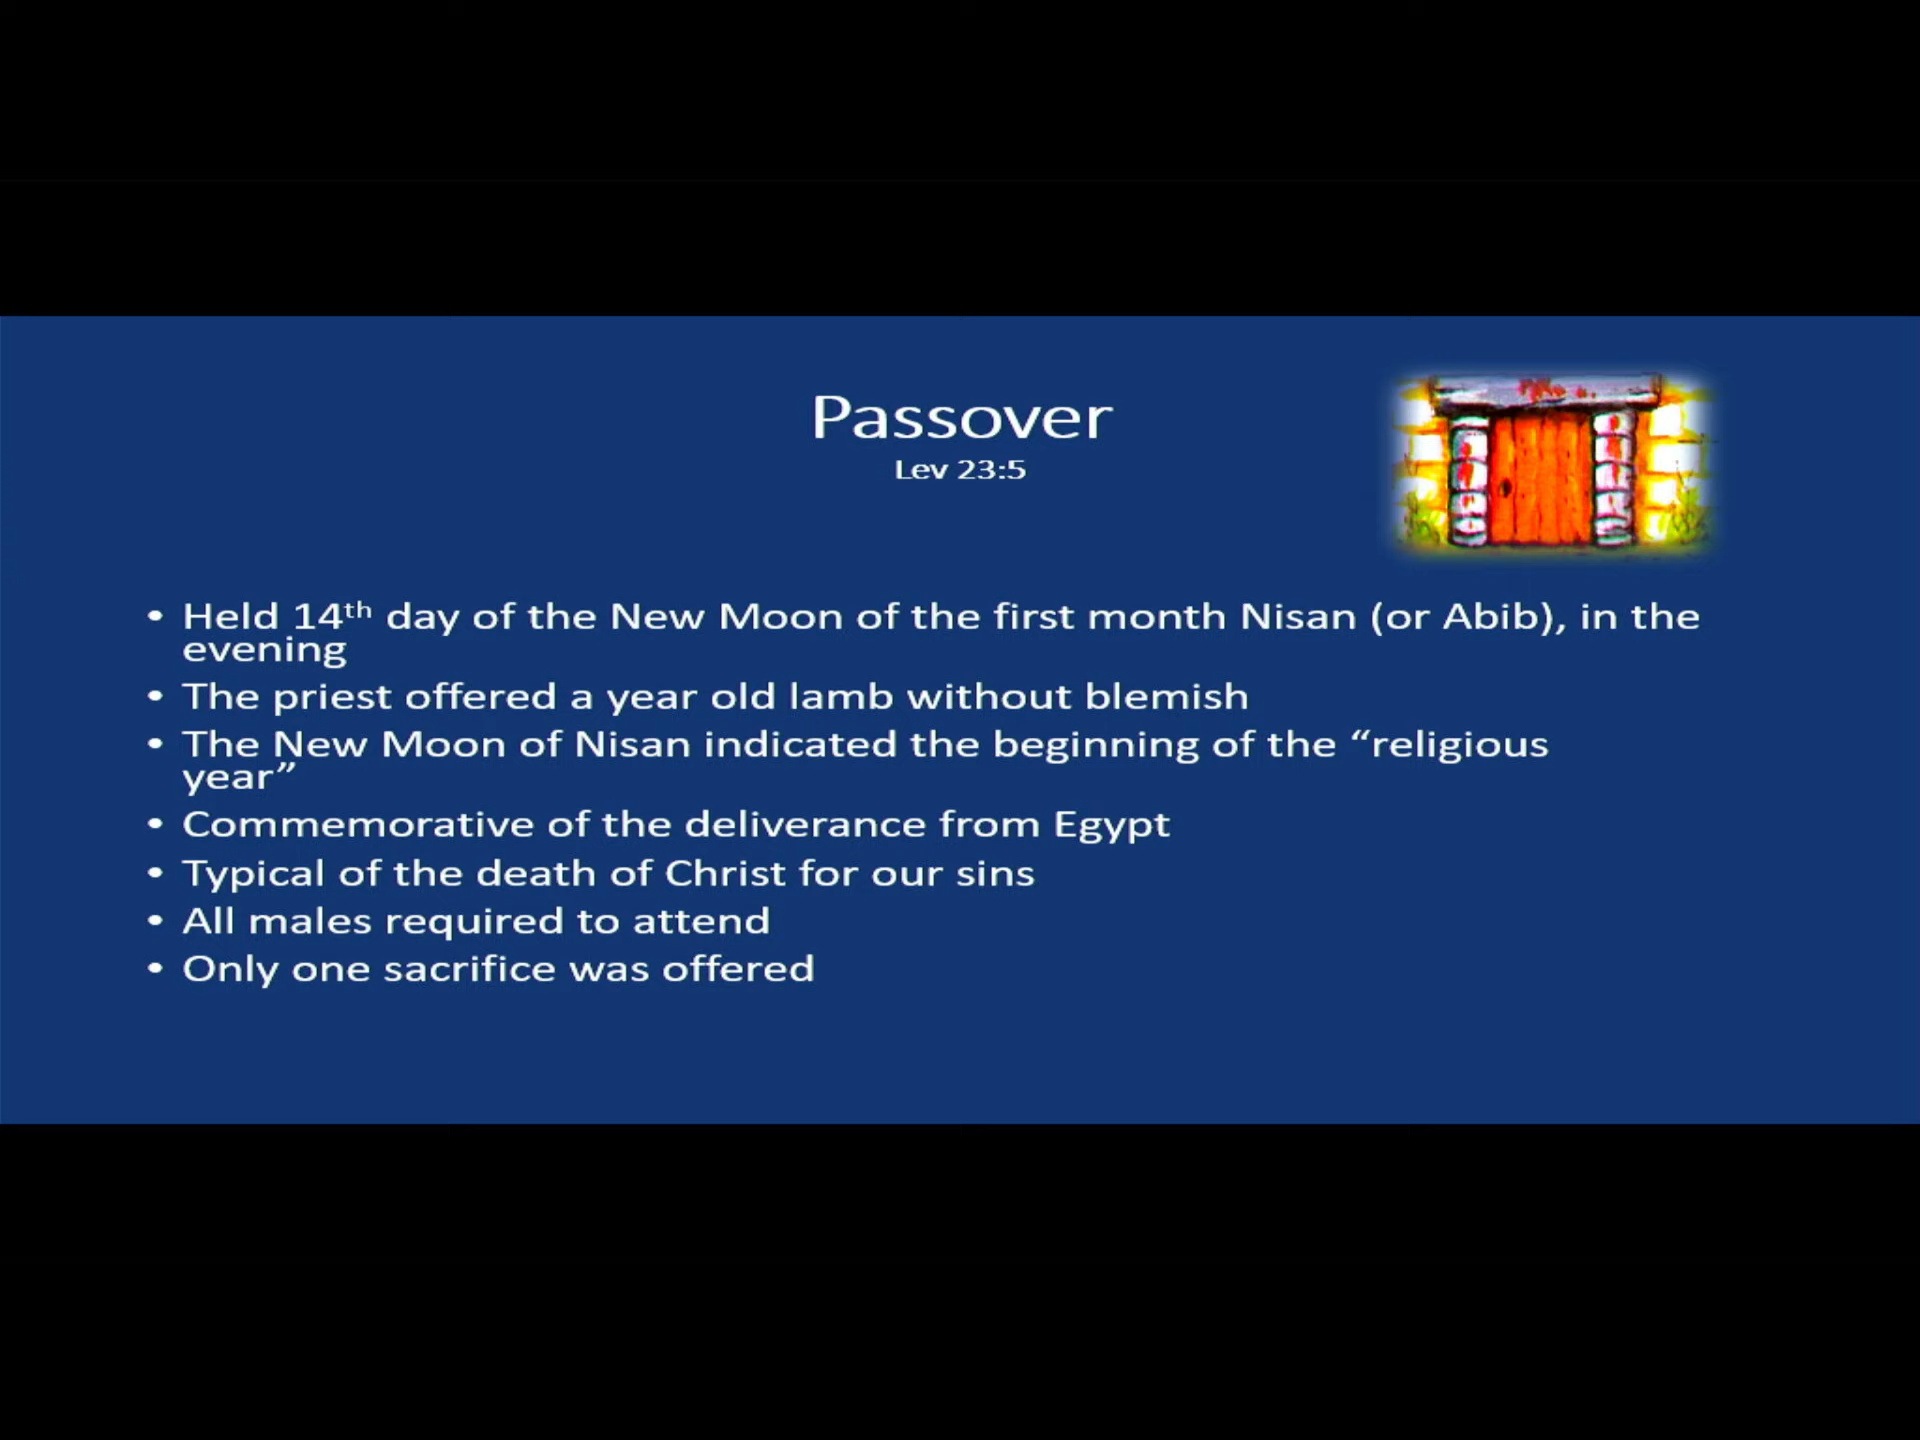 Passover
Lev 23:5
• Held 14th day of the New Moon of the first month Nisan (or Abib), in the
evening
• The priest offered a year old lamb without blemish
• The New Moon of Nisan indicated the beginning of the “religious
year”
• Commemorative of the deliverance from Egypt
• Typical of the death of Christ for our sins
• All males required to attend
• Only one sacrifice was offered